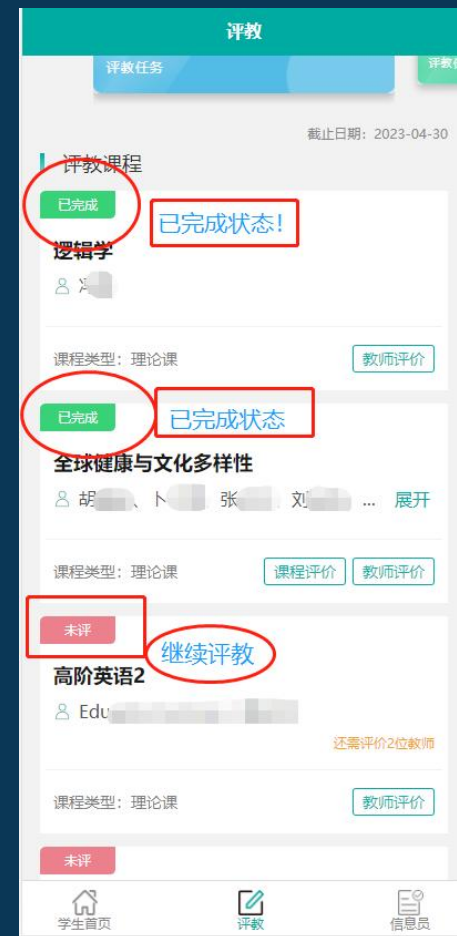 评教
评教任务
评教
截止日期：2023-04-30
评教课程
已完成
已完成状态！
逻辑学
课程类型：理论课
教师评价
已完成
已完成状态
全球健康与文化多样性
胡 、 卜 张 刘 ... 展开
课程类型：理论课
课程评价 教师评价
未评
继续评教
高阶英语2
Edu
还需评价2位教师
课程类型：理论课
教师评价
未评
学生首页 评教 信息员